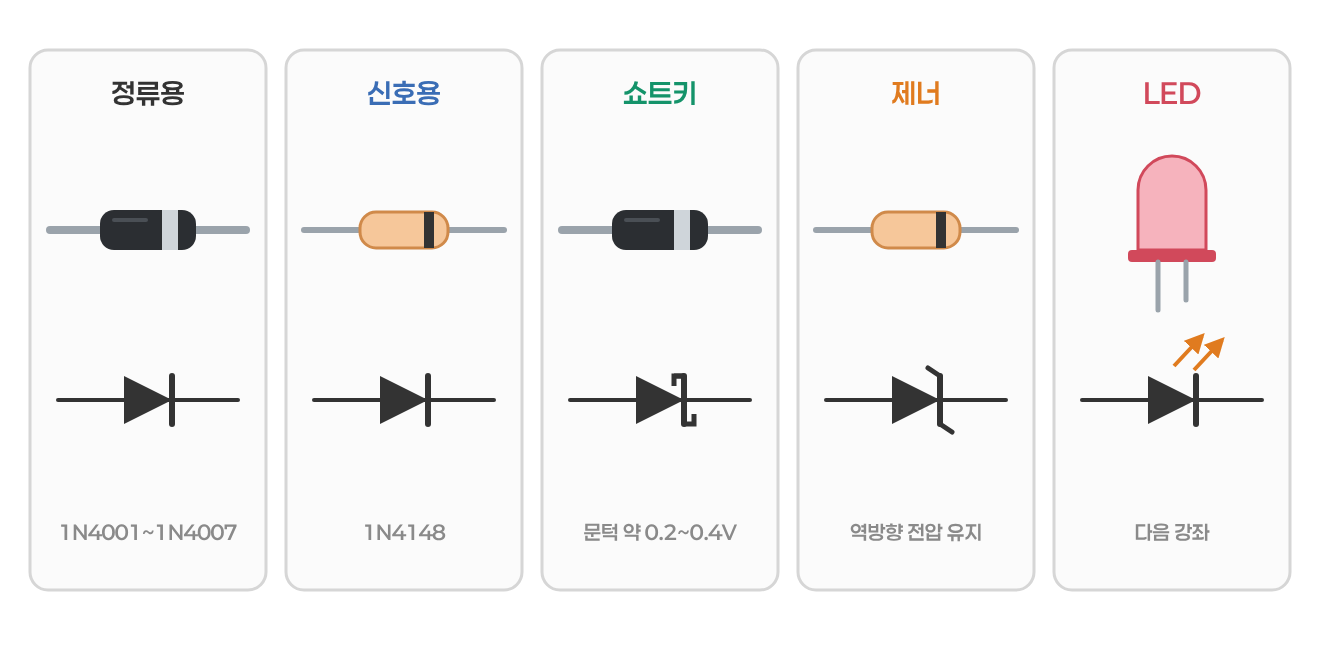 정류용
신호용
쇼트키
제너
LED
1N4001~1N4007
1N4148
문턱 약 0.2~0.4V
역방향 전압 유지
다음 강좌